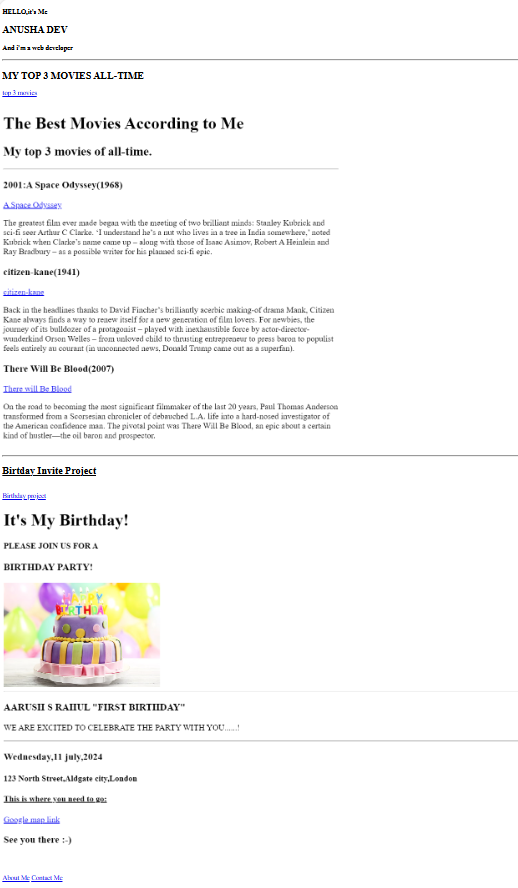 HELLO,it's Me
ANUSHA DEV
And i'm a web developer
MY TOP 3 MOVIES ALL-TIME
top 3 movies
The Best Movies According to Me
My top 3 movies of all-time.
2001:A Space Odyssey(1968)
A Space Odyssey
The greatest film ever made began with the meeting of two brilliant minds: Stanley Kubrick and
sci-fi seer Arthur C Clarke. ‘I understand he’s a nut who lives in a tree in India somewhere,’ noted
Kubrick when Clarke’s name came up – along with those of Isaac Asimov, Robert A Heinlein and
Ray Bradbury – as a possible writer for his planned sci-fi epic.
citizen-kane(1941)
citizen-kane
Back in the headlines thanks to David Fincher’s brilliantly acerbic making-of drama Mank, Citizen
Kane always finds a way to renew itself for a new generation of film lovers. For newbies, the
journey of its bulldozer of a protagonist – played with inexhaustible force by actor-director-
wunderkind Orson Welles – from unloved child to thrusting entrepreneur to press baron to populist
feels entirely au courant (in unconnected news, Donald Trump came out as a superfan).
There Will Be Blood(2007)
There will Be Blood
On the road to becoming the most significant filmmaker of the last 20 years, Paul Thomas Anderson
transformed from a Scorsesian chronicler of debauched L.A. life into a hard-nosed investigator of
the American confidence man. The pivotal point was There Will Be Blood, an epic about a certain
kind of hustler—the oil baron and prospector.
Birtday Invite Project
Birthday project
It's My Birthday!
PLEASE JOIN US FOR A
BIRTHDAY PARTY!
HAPPY
BIRTHDAY
AARUSH S RAHUL "FIRST BIRTHDAY"
WE ARE EXCITED TO CELEBRATE THE PARTY WITH YOU......!
Wednesday,11 july,2024
123 North Street,Aldgate city,London
This is where you need to go:
Google map link
See you there :-)
About Me Contact Me